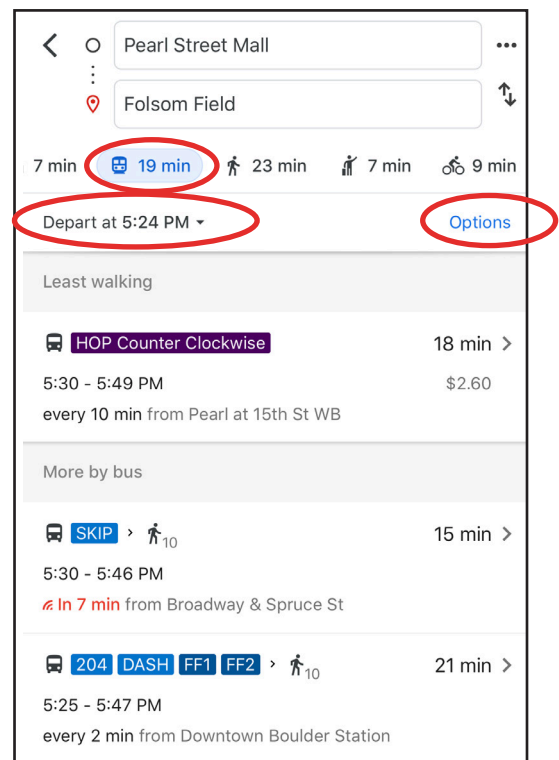 Pearl Street Mall
Folsom Field
7 min 19 min 23 min 7 min 9 min
Depart at 5:24 PM Options
Least walking
HOP Counter Clockwise 18 min
5:30 - 5:49 PM $2.60
every 10 min from Pearl at 15th St WB
More by bus
SKIP 10 15 min
5:30 - 5:46 PM
In 7 min from Broadway & Spruce St
204 DASH FF1 FF2 10 21 min
5:25 - 5:47 PM
every 2 min from Downtown Boulder Station